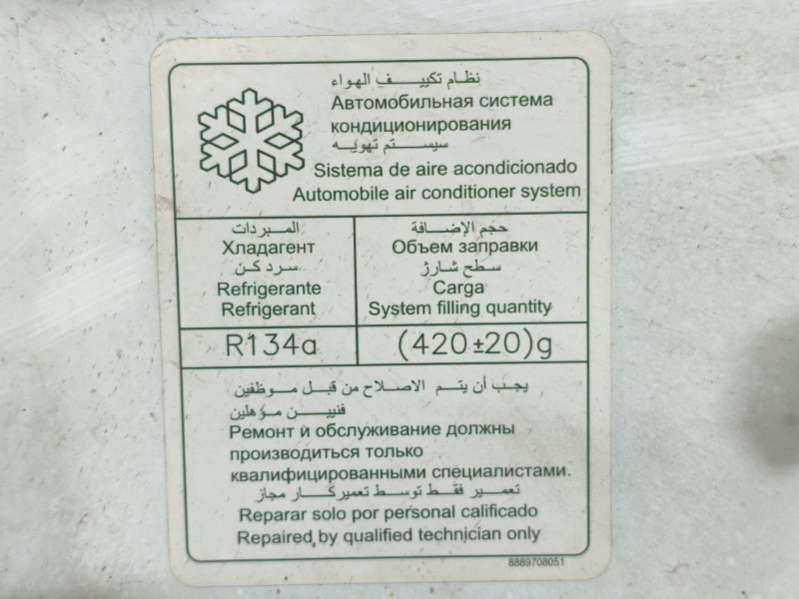 نظام تكييف الهواء
Автомобильная система
кондиционирования
سیستم تهویه
Sistema de aire acondicionado
Automobile air conditioner system
المبردات
Хладагент
سرد کن
Refrigerante
Refrigerant
حجم الإضافة
Объем заправки
سطح شارژ
Carga
System filling quantity
R134a
(420±20)g
يجب أن يتم الاصلاح من قبل موظفين
فنيين مؤهلين
Ремонт и обслуживание должны
производиться только
квалифицированными специалистами.
تعمیر فقط توسط تعمیرکار مجاز
Reparar solo por personal calificado
Repaired by qualified technician only
8889708051